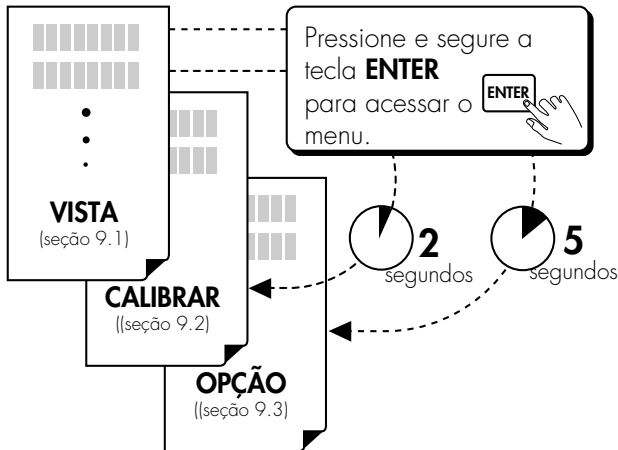 Pressione e segure a
tecla ENTER
para acessar o
menu.
ENTER
VISTA
(seção 9.1)
2
segundos
5
segundos
CALIBRAR
((seção 9.2)
OPÇÃO
((seção 9.3)